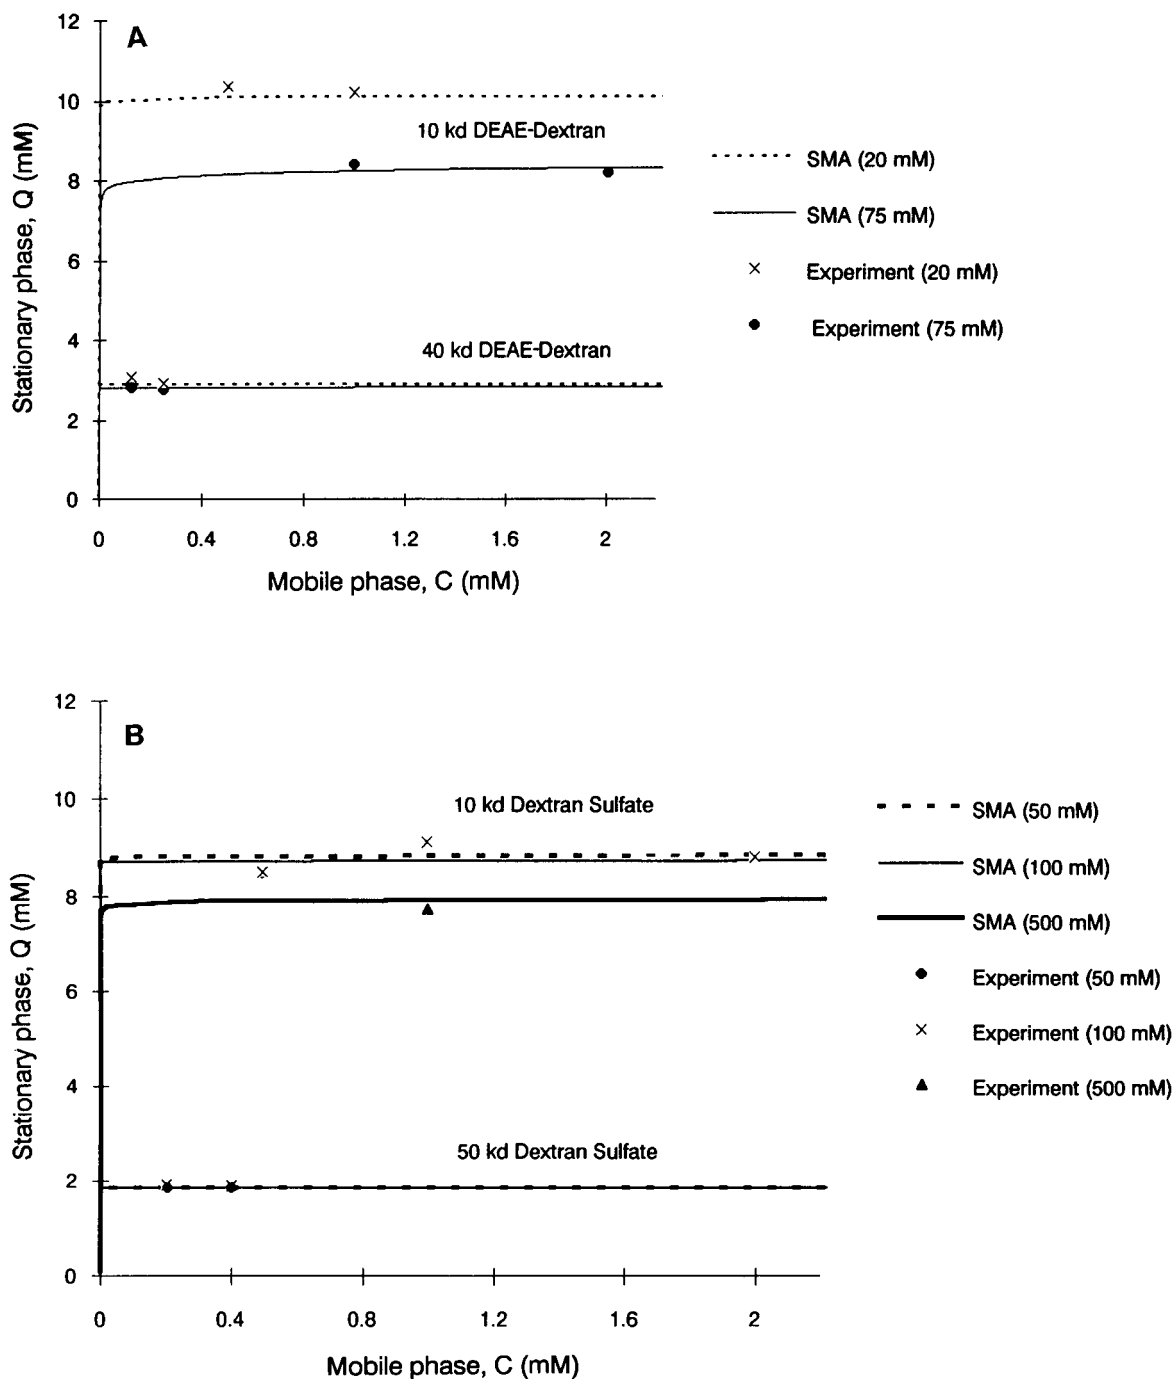 A
12
10
8
6
4
2
0
Stationary phase, Q (mM)
10 kd DEAE-Dextran
40 kd DEAE-Dextran
0 0.4 0.8 1.2 1.6 2
Mobile phase, C (mM)
SMA (20 mM)
SMA (75 mM)
Experiment (20 mM)
Experiment (75 mM)
B
12
10
8
6
4
2
0
Stationary phase, Q (mM)
10 kd Dextran Sulfate
50 kd Dextran Sulfate
0 0.4 0.8 1.2 1.6 2
Mobile phase, C (mM)
SMA (50 mM)
SMA (100 mM)
SMA (500 mM)
Experiment (50 mM)
Experiment (100 mM)
Experiment (500 mM)